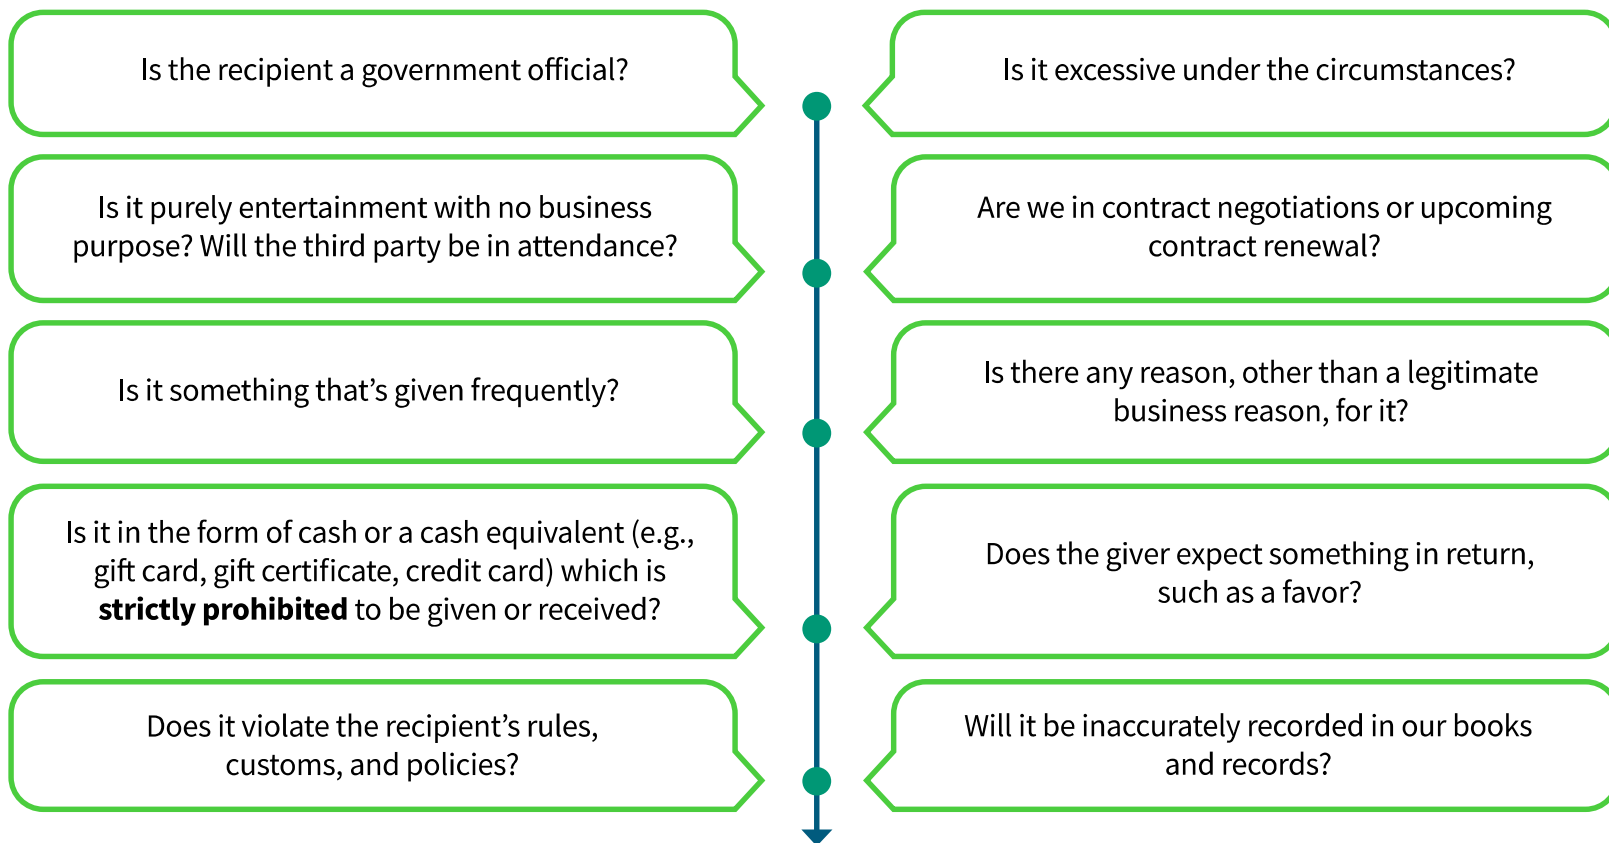 Is the recipient a government official?
Is it excessive under the circumstances?
Is it purely entertainment with no business
purpose? Will the third party be in attendance?
Are we in contract negotiations or upcoming
contract renewal?
Is it something that’s given frequently?
Is there any reason, other than a legitimate
business reason, for it?
Is it in the form of cash or a cash equivalent (e.g.,
gift card, gift certificate, credit card) which is
strictly prohibited to be given or received?
Does the giver expect something in return,
such as a favor?
Does it violate the recipient’s rules,
customs, and policies?
Will it be inaccurately recorded in our books
and records?